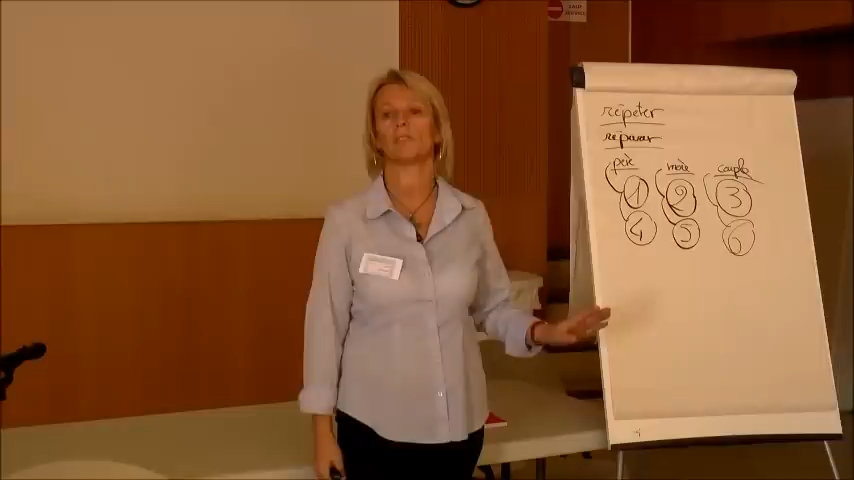 répéter
réparer
père mère couple
1 2 3
4 5 6